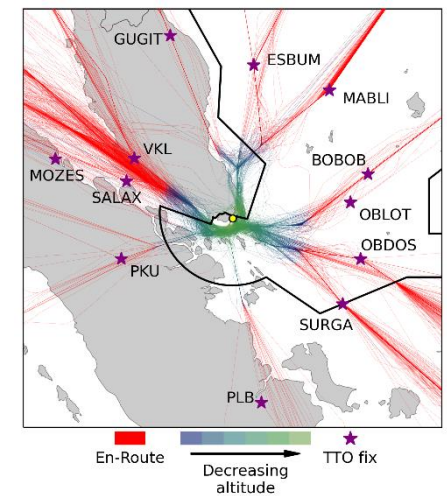 GUGIT
ESBUM
MABLI
VKL
BOBOB
MOZES
SALAX
OBLOT
OBDOS
PKU
SURGA
PLB
En-Route
Decreasing
altitude
TTO fix